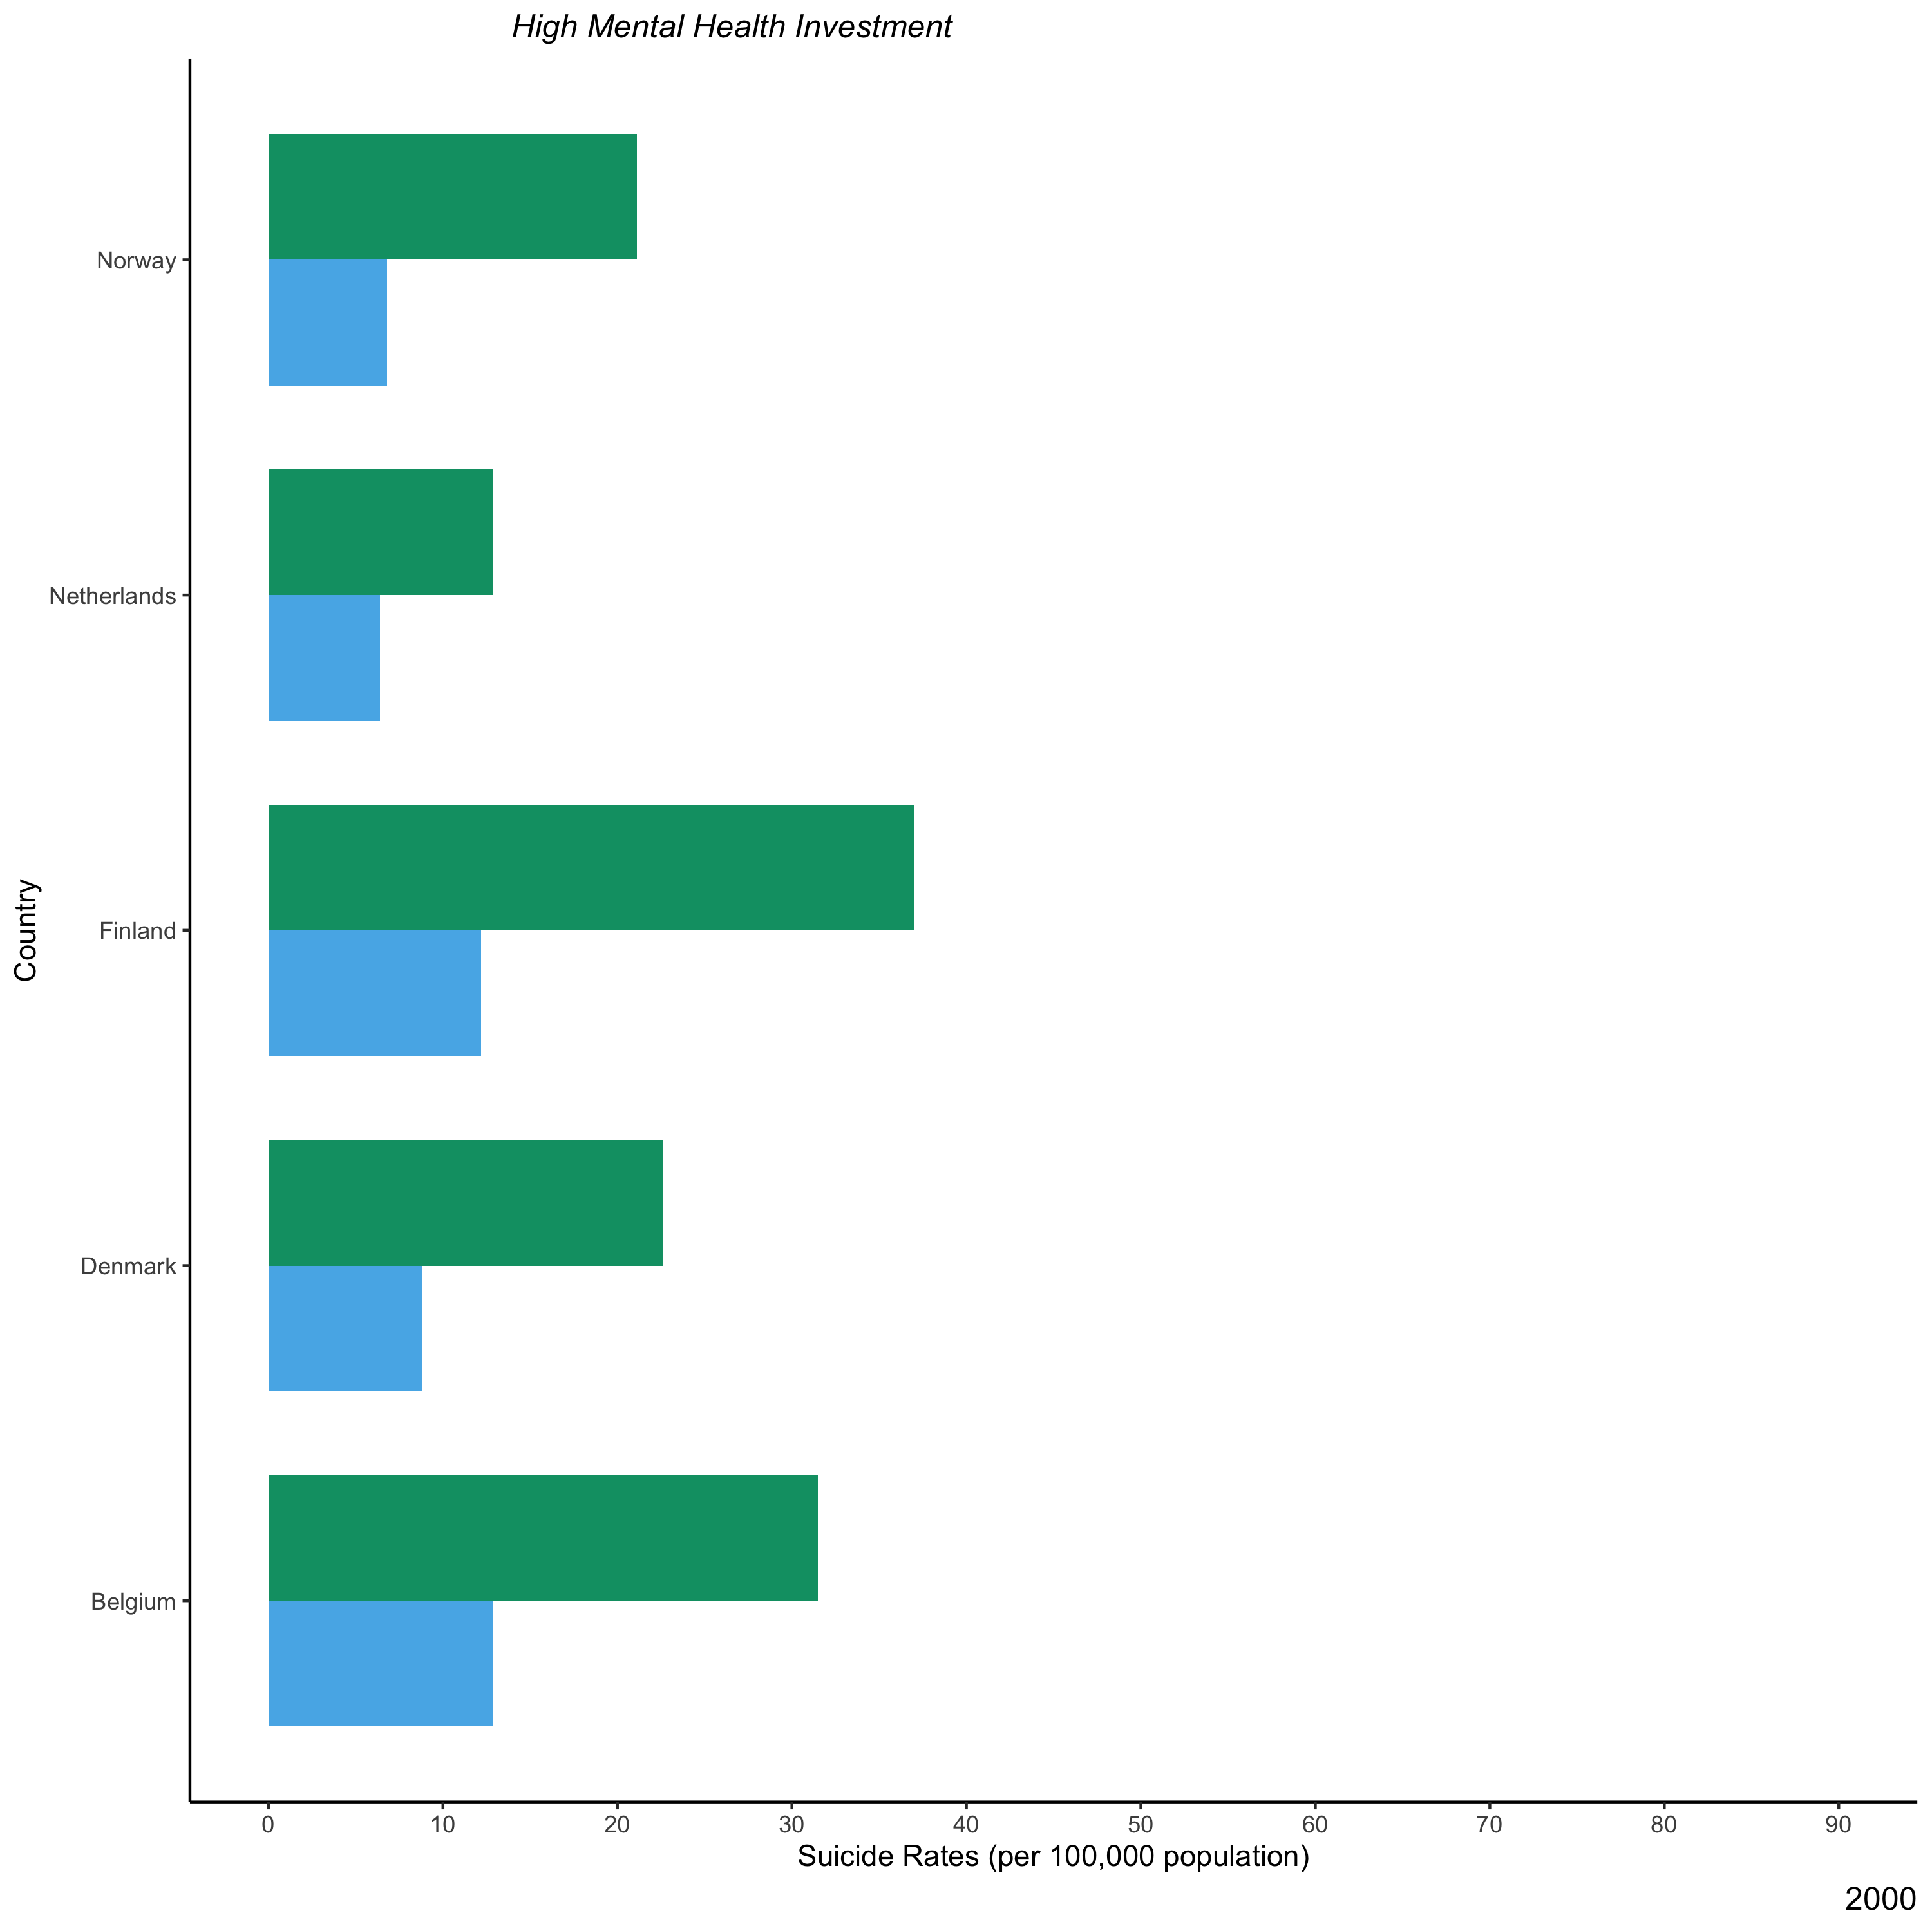 High Mental Health Investment
Country
Norway
Netherlands
Finland
Denmark
Belgium
0 10 20 30 40 50 60 70 80 90
Suicide Rates (per 100,000 population)
2000